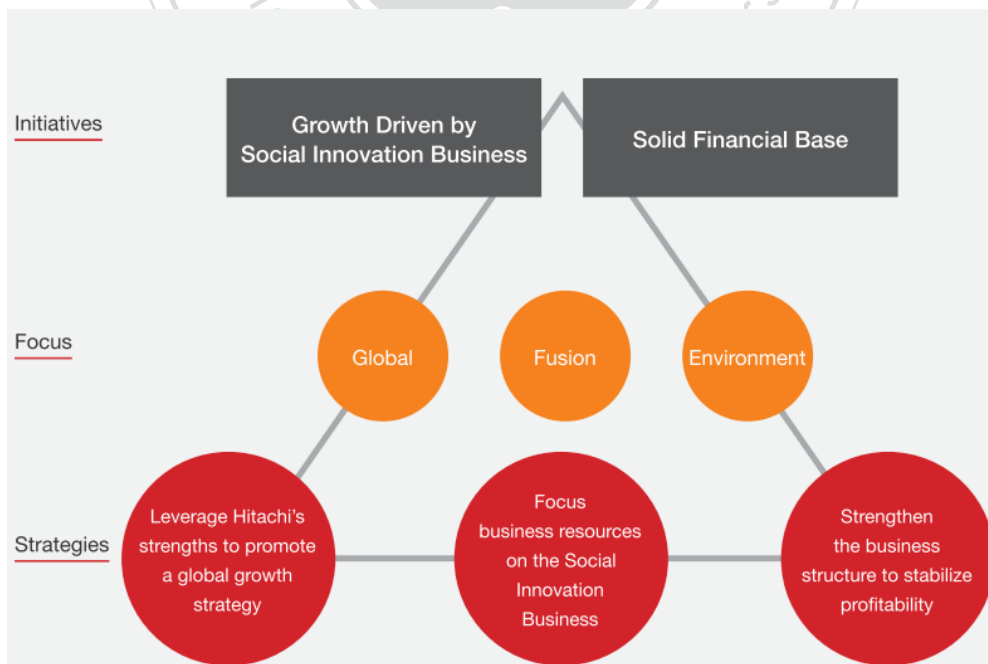 Initiatives
Growth Driven by
Social Innovation Business
Solid Financial Base
Focus
Global
Fusion
Environment
Strategies
Leverage Hitachi's
strengths to promote
a global growth
strategy
Focus
business resources
on the Social
Innovation
Business
Strengthen
the business
structure to stabilize
profitability